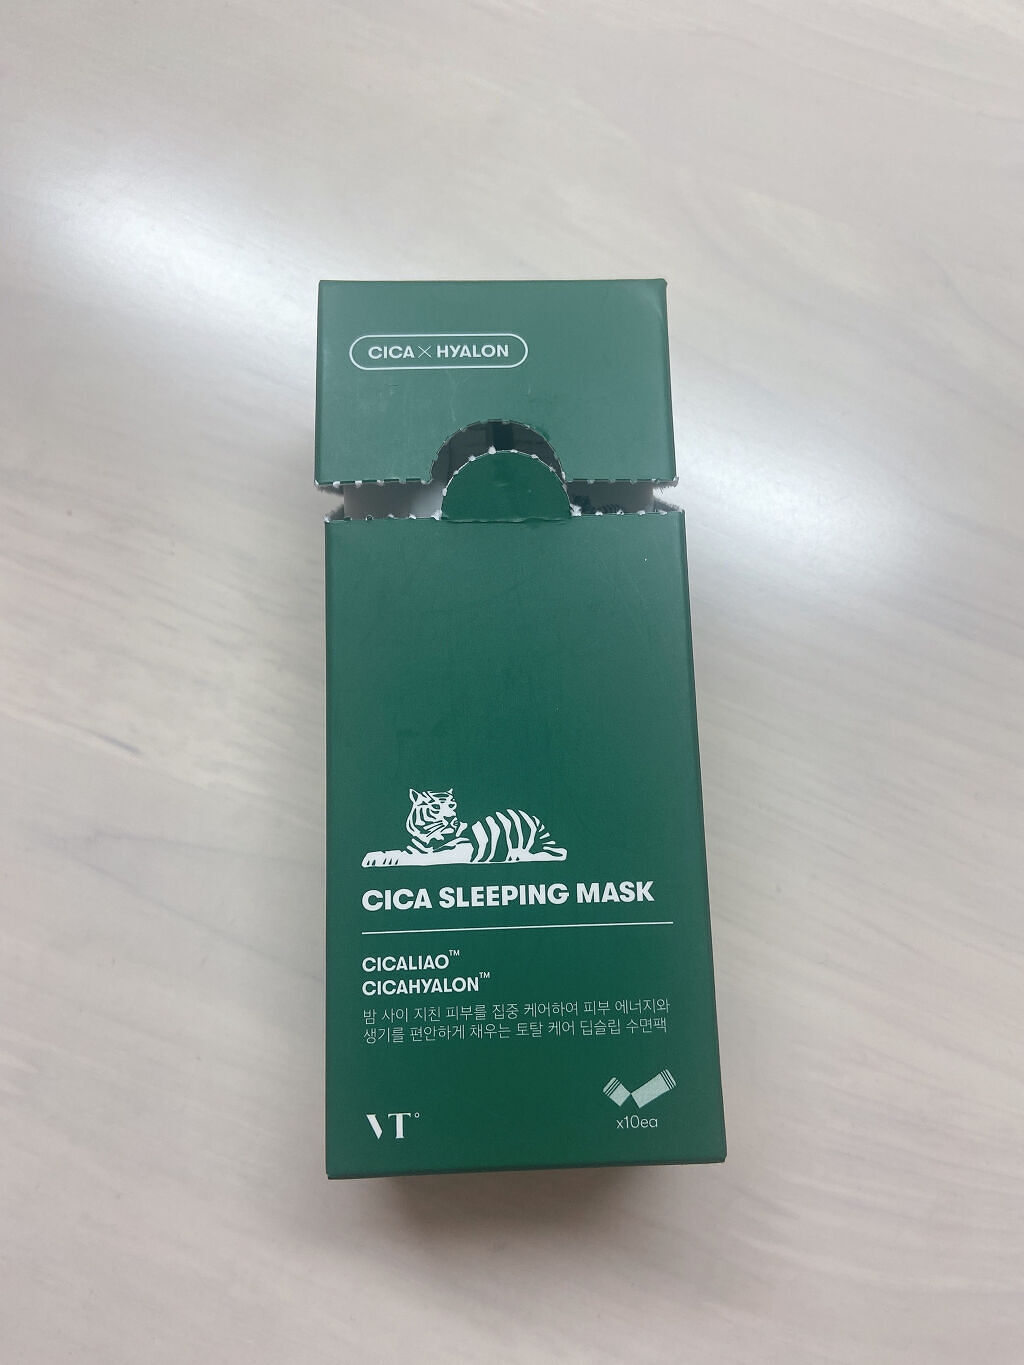 CICA × HYALON
CICA SLEEPING MASK
CICALIAO™
CICAHYALON™
밤 사이 지친 피부를 집중 케어하여 피부 에너지와
생기를 편안하게 채우는 토탈 케어 딥슬립 수면팩
VT°
x10ea